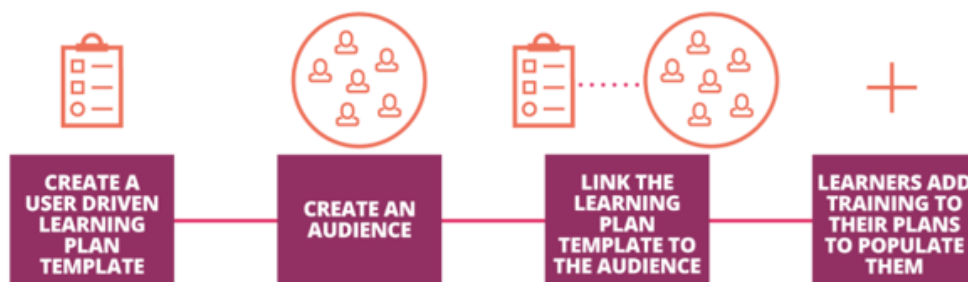 CREATE A
USER DRIVEN
LEARNING
PLAN
TEMPLATE
CREATE AN
AUDIENCE
LINK THE
LEARNING
PLAN
TEMPLATE TO
THE AUDIENCE
LEARNERS ADD
TRAINING TO
THEIR PLANS
TO POPULATE
THEM